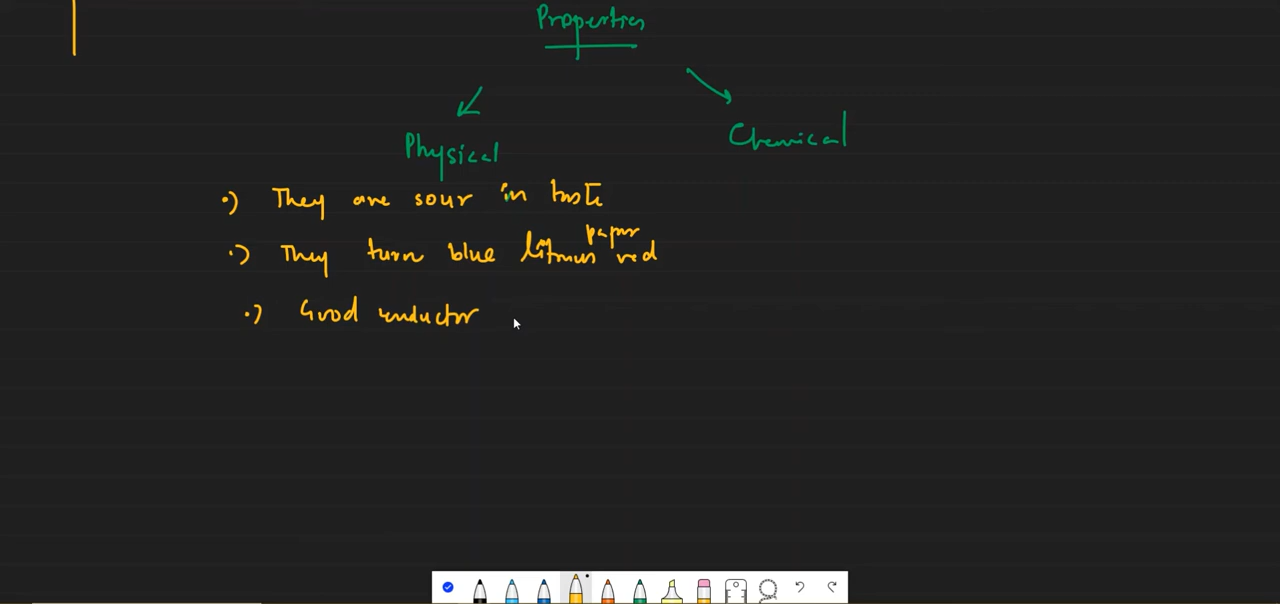 Properties
Physical
Chemical
•) They are sour in taste
•) They turn blue litmus paper red
•) Good conductor